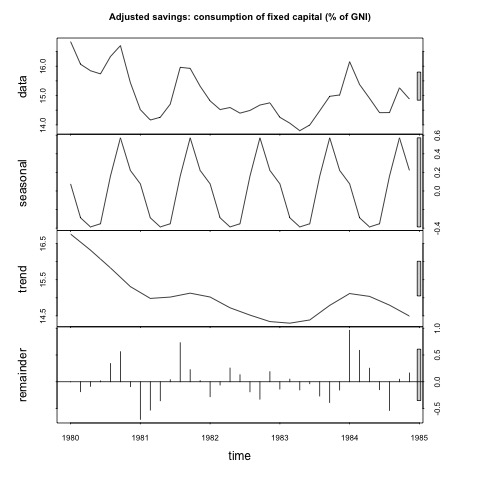 Adjusted savings: consumption of fixed capital (% of GNI)
data
14.0 15.0 16.0
seasonal
-0.4 0.0 0.2 0.4 0.6
trend
14.5 15.5 16.5
remainder
-0.5 0.0 0.5 1.0
1980 1981 1982 1983 1984 1985
time